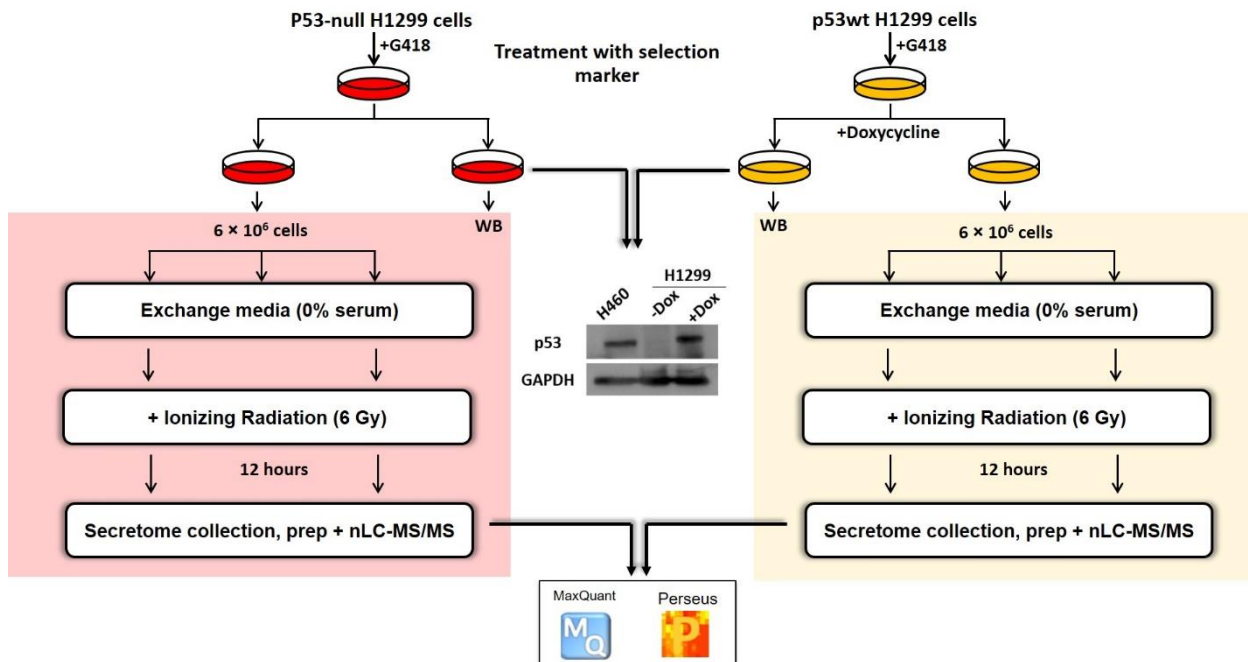 P53-null H1299 cells
+G418
Treatment with selection
marker
p53wt H1299 cells
+G418
+Doxycycline
WB
WB
6 × 10⁶ cells
Exchange media (0% serum)
+ Ionizing Radiation (6 Gy)
12 hours
Secretome collection, prep + nLC-MS/MS
H1299
H460
-Dox
+Dox
p53
GAPDH
6 × 10⁶ cells
Exchange media (0% serum)
+ Ionizing Radiation (6 Gy)
12 hours
Secretome collection, prep + nLC-MS/MS
MaxQuant
MQ
Perseus
P